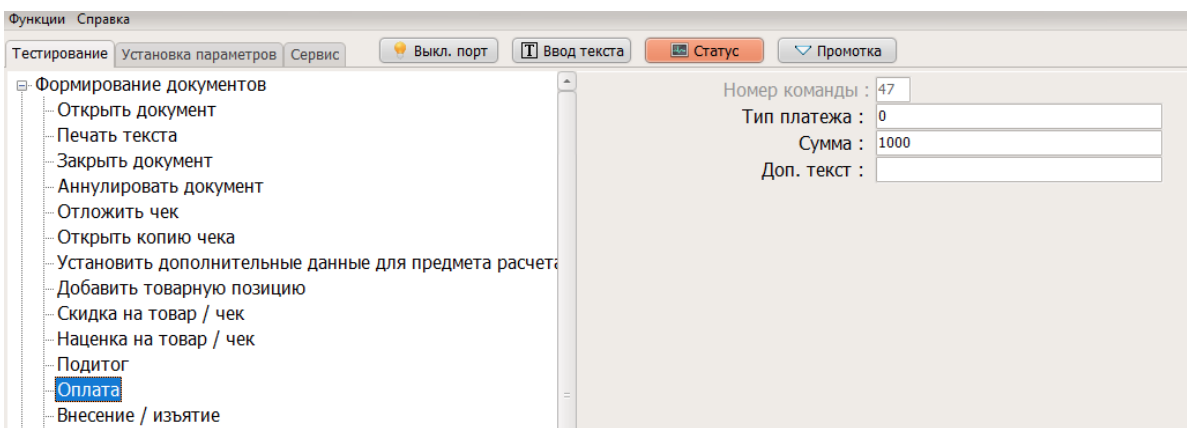 Функции Справка
Тестирование Установка параметров Сервис Выкл. порт T Ввод текста Статус Промотка
Формирование документов
Открыть документ
Печать текста
Закрыть документ
Аннулировать документ
Отложить чек
Открыть копию чека
Установить дополнительные данные для предмета расчета
Добавить товарную позицию
Скидка на товар / чек
Наценка на товар / чек
Подитог
Оплата
Внесение / изъятие
Номер команды : 47
Тип платежа : 0
Сумма : 1000
Доп. текст :